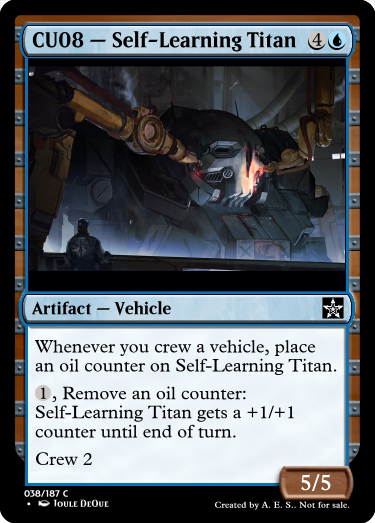 CU08 — Self-Learning Titan 4
Artifact — Vehicle
Whenever you crew a vehicle, place
an oil counter on Self-Learning Titan.
1, Remove an oil counter:
Self-Learning Titan gets a +1/+1
counter until end of turn.
Crew 2
5/5
038/187 C
• Joule DeQue
Created by A. E. S.. Not for sale.